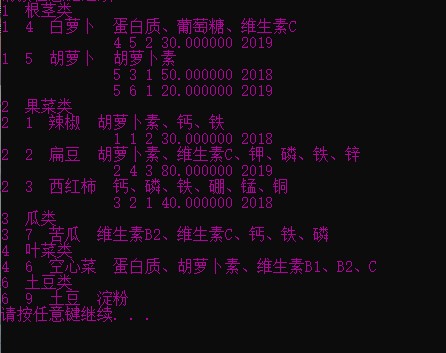 1  根茎类
1  4  白萝卜  蛋白质、葡萄糖、维生素C
4 5 2 30.000000 2019
1  5  胡萝卜  胡萝卜素
5 3 1 50.000000 2018
5 6 1 20.000000 2019
2  果菜类
2  1  辣椒  胡萝卜素、钙、铁
1 1 2 30.000000 2018
2  2  扁豆  胡萝卜素、维生素C、钾、磷、铁、锌
2 4 3 80.000000 2019
2  3  西红柿  钙、磷、铁、硼、锰、铜
3 2 1 40.000000 2018
3  瓜类
3  7  苦瓜  维生素B2、维生素C、钙、铁、磷
4  叶菜类
4  6  空心菜  蛋白质、胡萝卜素、维生素B1、B2、C
6  土豆类
6  9  土豆  淀粉
请按任意键继续. . .